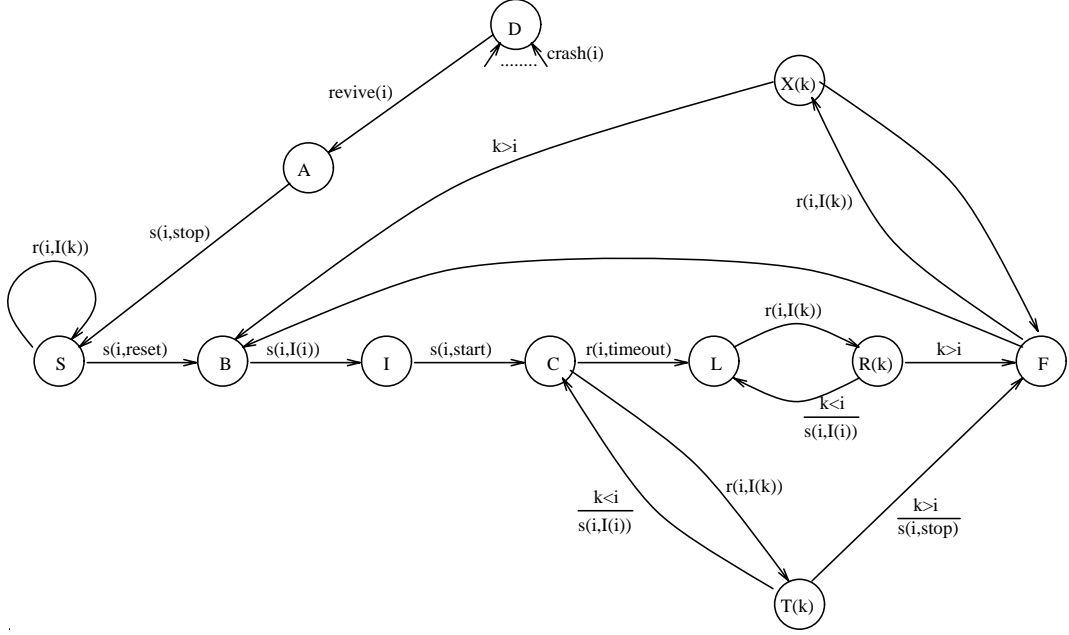 D
........ crash(i)
revive(i)
X(k)
k>i
A
r(i,I(k))
s(i,stop)
r(i,I(k))
r(i,I(k))
s(i,reset) s(i,I(i)) s(i,start) r(i,timeout) k>i
S B I C L R(k) F
k<i
s(i,I(i))
r(i,I(k))
k<i
s(i,I(i))
k>i
s(i,stop)
T(k)